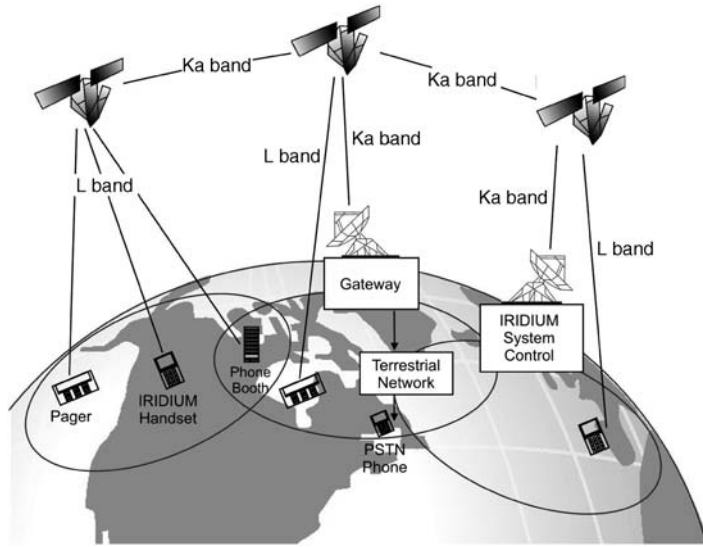 Ka band
Ka band
L band
L band
Ka band
Ka band
L band
Gateway
IRIDIUM
System
Control
Phone
Booth
Terrestrial
Network
Pager
IRIDIUM
Handset
PSTN
Phone